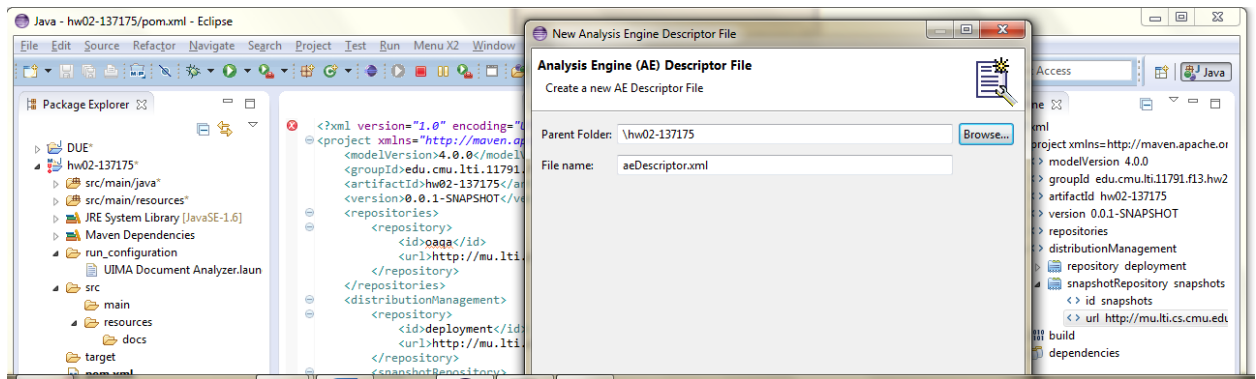 Java - hw02-137175/pom.xml - Eclipse
File Edit Source Refactor Navigate Search Project Test Run Menu X2 Window
Access
Java
Package Explorer
DUE*
hw02-137175*
src/main/java*
src/main/resources*
JRE System Library [JavaSE-1.6]
Maven Dependencies
run_configuration
UIMA Document Analyzer.laun
src
main
resources
docs
target
pom.xml
<?xml version="1.0" encoding="U
<project xmlns="http://maven.ap
<modelVersion>4.0.0</modelV
<groupId>edu.cmu.lti.11791.
<artifactId>hw02-137175</ar
<version>0.0.1-SNAPSHOT</ve
<repositories>
<repository>
<id>oaqa</id>
<url>http://mu.lti.
</repository>
</repositories>
<distributionManagement>
<repository>
<id>deployment</id>
<url>http://mu.lti.
</repository>
<snapshotRepository>
New Analysis Engine Descriptor File
Analysis Engine (AE) Descriptor File
Create a new AE Descriptor File
Parent Folder: \hw02-137175
Browse...
File name: aeDescriptor.xml
ne
ml
project xmlns=http://maven.apache.or
modelVersion 4.0.0
groupId edu.cmu.lti.11791.f13.hw2
artifactId hw02-137175
version 0.0.1-SNAPSHOT
repositories
distributionManagement
repository deployment
snapshotRepository snapshots
<> id snapshots
<> url http://mu.lti.cs.cmu.edu
build
dependencies